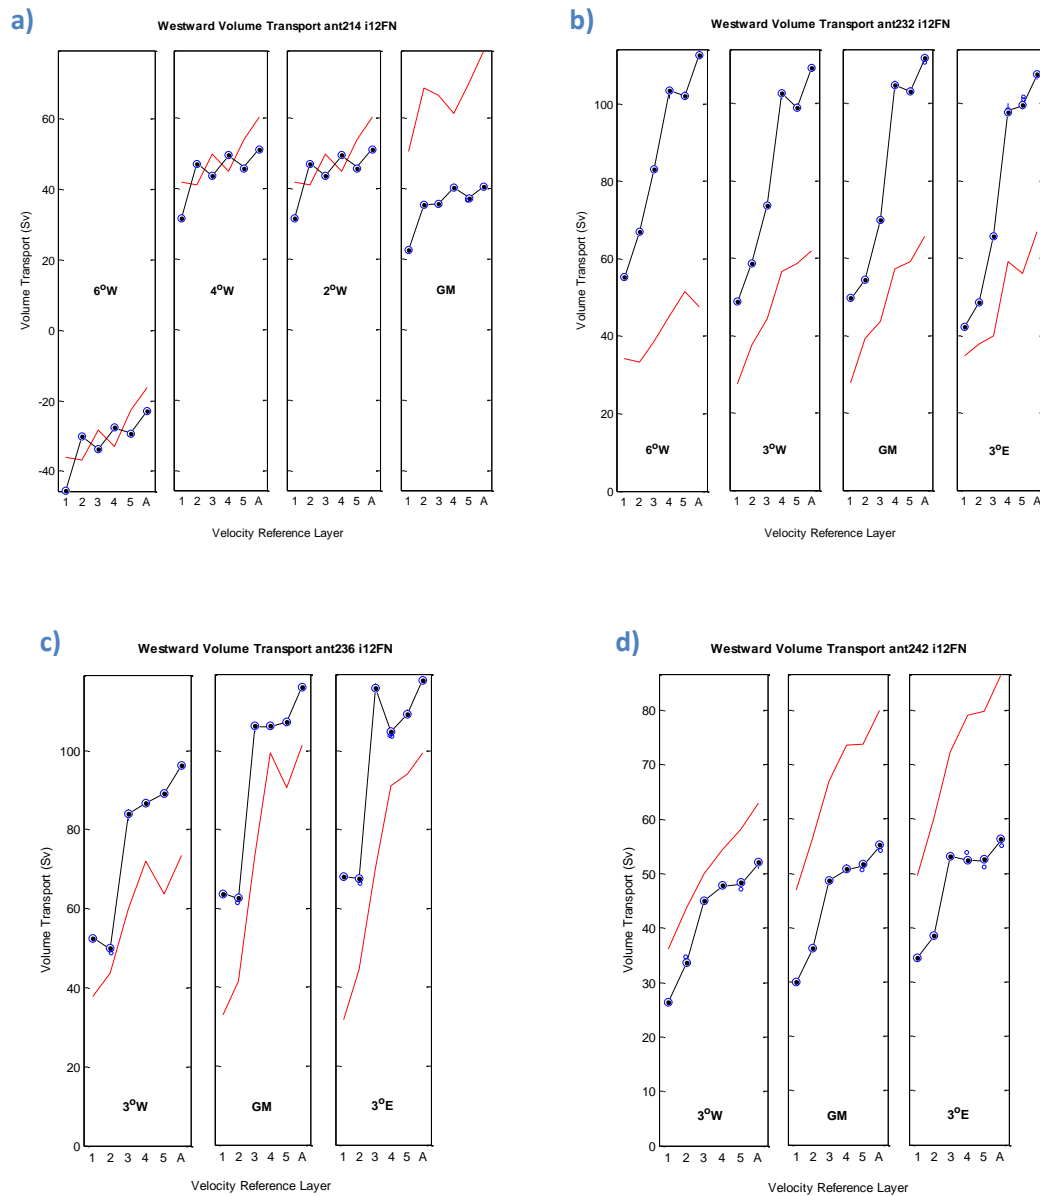 a)
Westward Volume Transport ant214 i12FN
Volume Transport (Sv)
60
40
20
0
-20
-40
6°W
4°W
2°W
GM
1 2 3 4 5 A
1 2 3 4 5 A
1 2 3 4 5 A
1 2 3 4 5 A
Velocity Reference Layer
b)
Westward Volume Transport ant232 i12FN
Volume Transport (Sv)
100
80
60
40
20
0
6°W
3°W
GM
3°E
1 2 3 4 5 A
1 2 3 4 5 A
1 2 3 4 5 A
1 2 3 4 5 A
Velocity Reference Layer
c)
Westward Volume Transport ant236 i12FN
Volume Transport (Sv)
100
80
60
40
20
0
3°W
GM
3°E
1 2 3 4 5 A
1 2 3 4 5 A
1 2 3 4 5 A
Velocity Reference Layer
d)
Westward Volume Transport ant242 i12FN
Volume Transport (Sv)
80
70
60
50
40
30
20
10
0
3°W
GM
3°E
1 2 3 4 5 A
1 2 3 4 5 A
1 2 3 4 5 A
Velocity Reference Layer